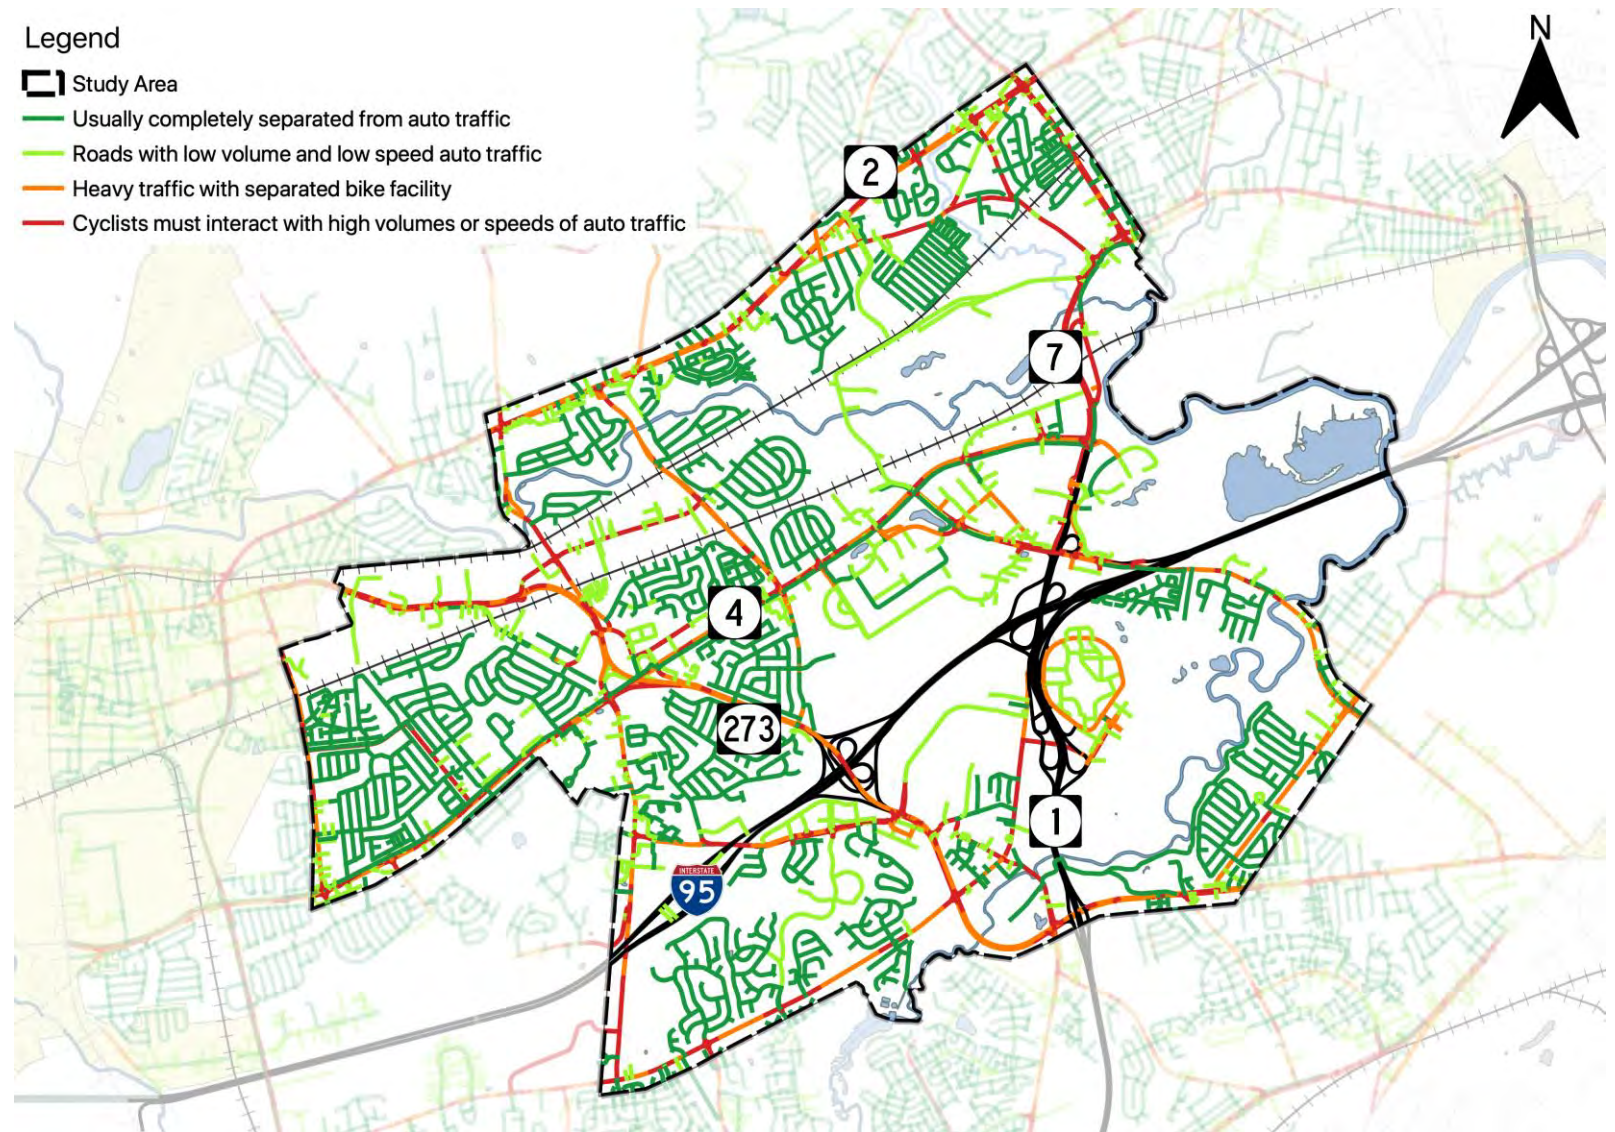 Legend
Study Area
Usually completely separated from auto traffic
Roads with low volume and low speed auto traffic
Heavy traffic with separated bike facility
Cyclists must interact with high volumes or speeds of auto traffic
N
2
7
4
273
1
INTERSTATE
95